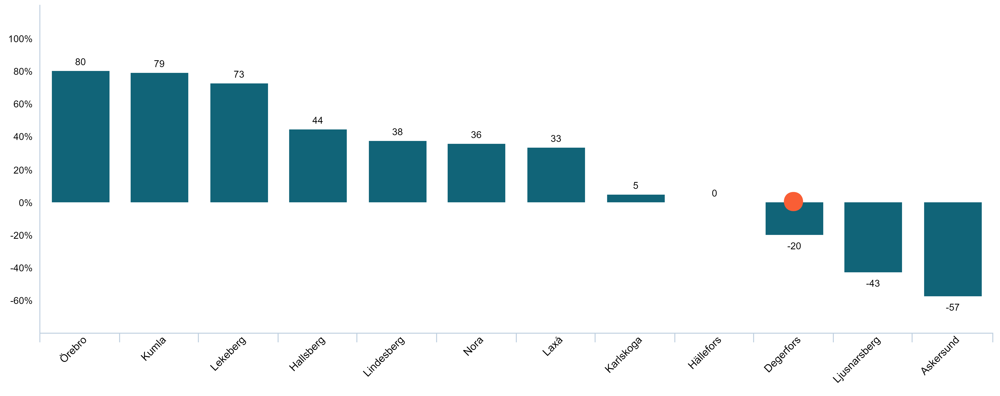 100%
80%
60%
40%
20%
0%
-20%
-40%
-60%
80
79
73
44
38
36
33
5
0
-20
-43
-57
Örebro
Kumla
Lekeberg
Hallsberg
Lindesberg
Nora
Laxå
Karlskoga
Hällefors
Degerfors
Ljusnarsberg
Askersund